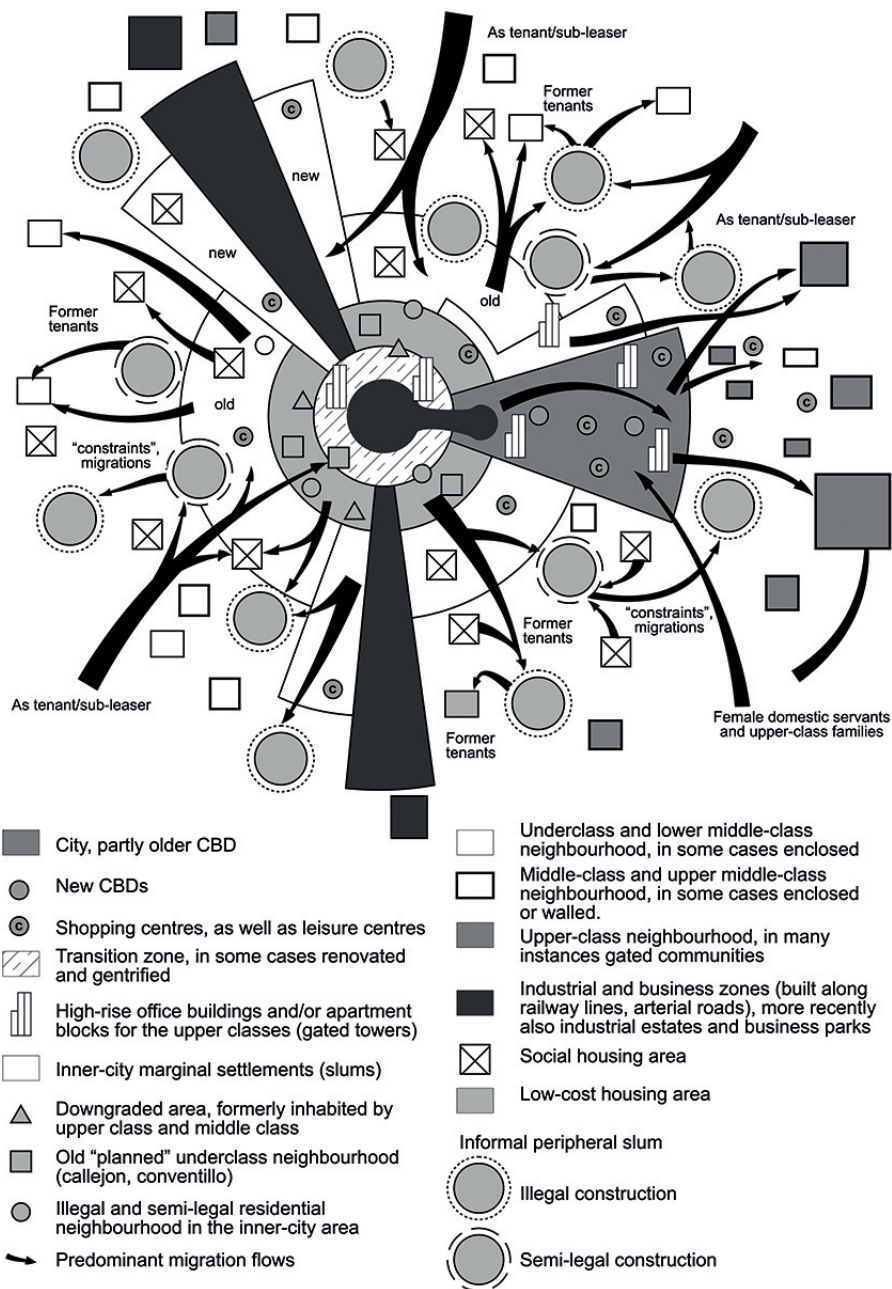 As tenant/sub-leaser
Former
tenants
C
new
As tenant/sub-leaser
new
old
C
C
C
Former
tenants
C
C
C
old
C
C
C
"constraints",
migrations
C
C
C
C
Former
tenants
"constraints",
migrations
C
As tenant/sub-leaser
Former
tenants
Female domestic servants
and upper-class families
City, partly older CBD
New CBDs
C
Shopping centres, as well as leisure centres
Transition zone, in some cases renovated
and gentrified
High-rise office buildings and/or apartment
blocks for the upper classes (gated towers)
Inner-city marginal settlements (slums)
Downgraded area, formerly inhabited by
upper class and middle class
Old "planned" underclass neighbourhood
(callejon, conventillo)
Illegal and semi-legal residential
neighbourhood in the inner-city area
Predominant migration flows
Underclass and lower middle-class
neighbourhood, in some cases enclosed
Middle-class and upper middle-class
neighbourhood, in some cases enclosed
or walled.
Upper-class neighbourhood, in many
instances gated communities
Industrial and business zones (built along
railway lines, arterial roads), more recently
also industrial estates and business parks
Social housing area
Low-cost housing area
Informal peripheral slum
Illegal construction
Semi-legal construction